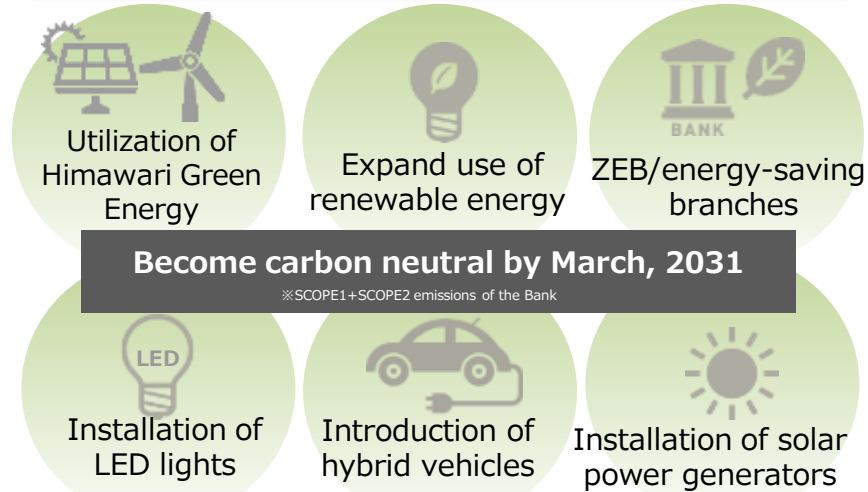 Utilization of
Himawari Green
Energy
Expand use of
renewable energy
BANK
ZEB/energy-saving
branches
Become carbon neutral by March, 2031
※SCOPE1+SCOPE2 emissions of the Bank
LED
Installation of
LED lights
Introduction of
hybrid vehicles
Installation of solar
power generators